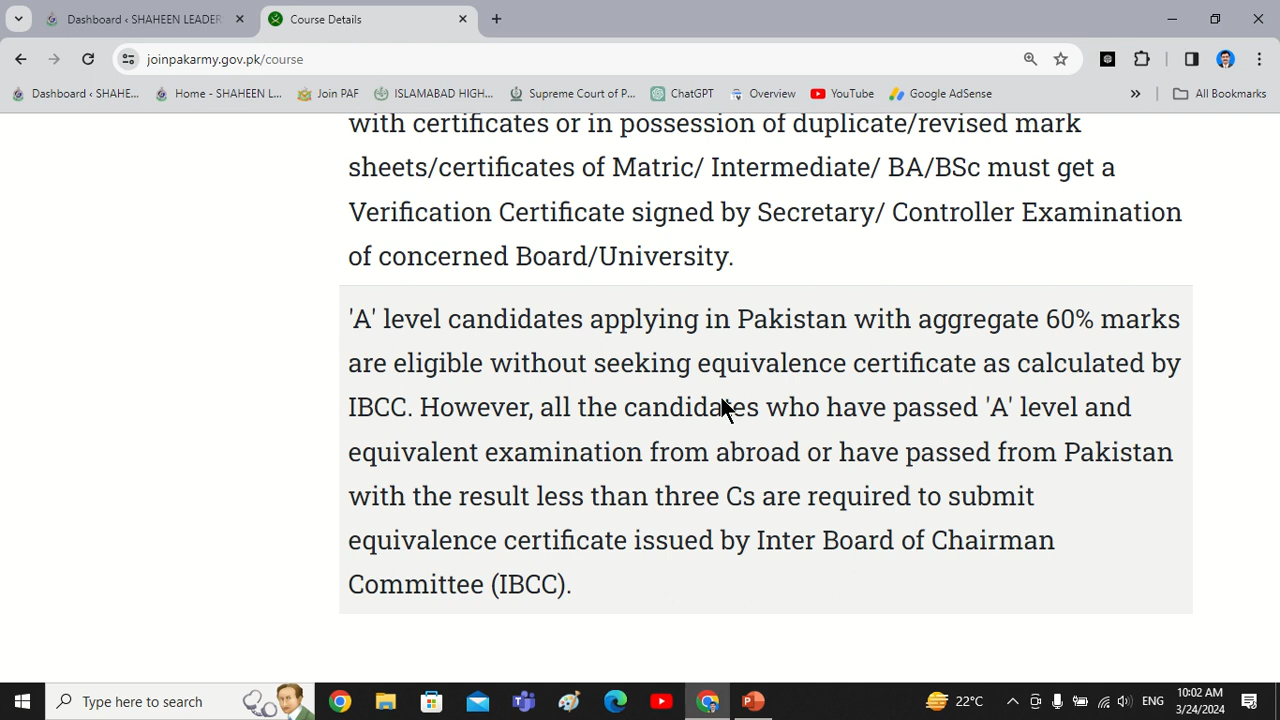 Dashboard ‹ SHAHEEN LEADER
Course Details
joinpakarmy.gov.pk/course
Dashboard ‹ SHAHE...
Home - SHAHEEN L...
Join PAF
ISLAMABAD HIGH...
Supreme Court of P...
ChatGPT
Overview
YouTube
Google AdSense
All Bookmarks
with certificates or in possession of duplicate/revised mark
sheets/certificates of Matric/ Intermediate/ BA/BSc must get a
Verification Certificate signed by Secretary/ Controller Examination
of concerned Board/University.
'A' level candidates applying in Pakistan with aggregate 60% marks
are eligible without seeking equivalence certificate as calculated by
IBCC. However, all the candidates who have passed 'A' level and
equivalent examination from abroad or have passed from Pakistan
with the result less than three Cs are required to submit
equivalence certificate issued by Inter Board of Chairman
Committee (IBCC).
Type here to search
22°C
ENG
10:02 AM
3/24/2024